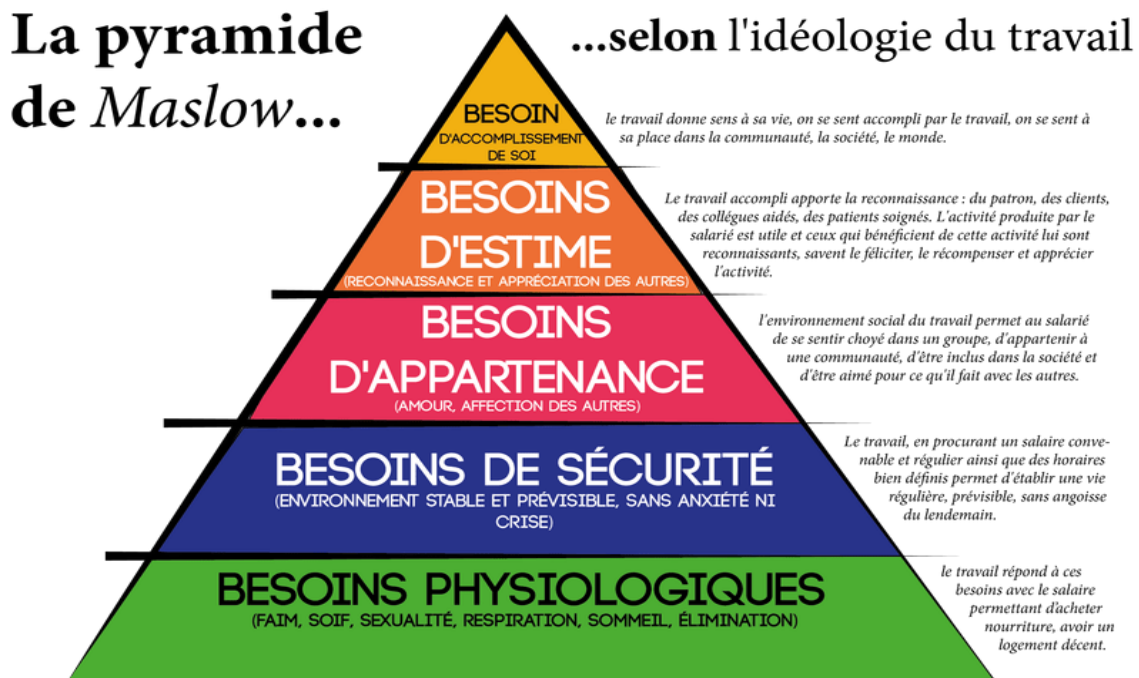 La pyramide
de Maslow...
...selon l'idéologie du travail
BESOIN
D'ACCOMPLISSEMENT
DE SOI
le travail donne sens à sa vie, on se sent accompli par le travail, on se sent à
sa place dans la communauté, la société, le monde.
BESOINS
D'ESTIME
(RECONNAISSANCE ET APPRÉCIATION DES AUTRES)
Le travail accompli apporte la reconnaissance : du patron, des clients,
des collégues aidés, des patients soignés. L'activité produite par le
salarié est utile et ceux qui bénéficient de cette activité lui sont
reconnaissants, savent le féliciter, le récompenser et apprécier
l'activité.
BESOINS
D'APPARTENANCE
(AMOUR, AFFECTION DES AUTRES)
l'environnement social du travail permet au salarié
de se sentir choyé dans un groupe, d'appartenir à
une communauté, d'être inclus dans la société et
d'être aimé pour ce qu'il fait avec les autres.
BESOINS DE SÉCURITÉ
(ENVIRONNEMENT STABLE ET PRÉVISIBLE, SANS ANXIÉTÉ NI
CRISE)
Le travail, en procurant un salaire conve-
nable et régulier ainsi que des horaires
bien définis permet d'établir une vie
régulière, prévisible, sans angoisse
du lendemain.
BESOINS PHYSIOLOGIQUES
(FAIM, SOIF, SEXUALITÉ, RESPIRATION, SOMMEIL, ÉLIMINATION)
le travail répond à ces
besoins avec le salaire
permettant d'acheter
nourriture, avoir un
logement décent.